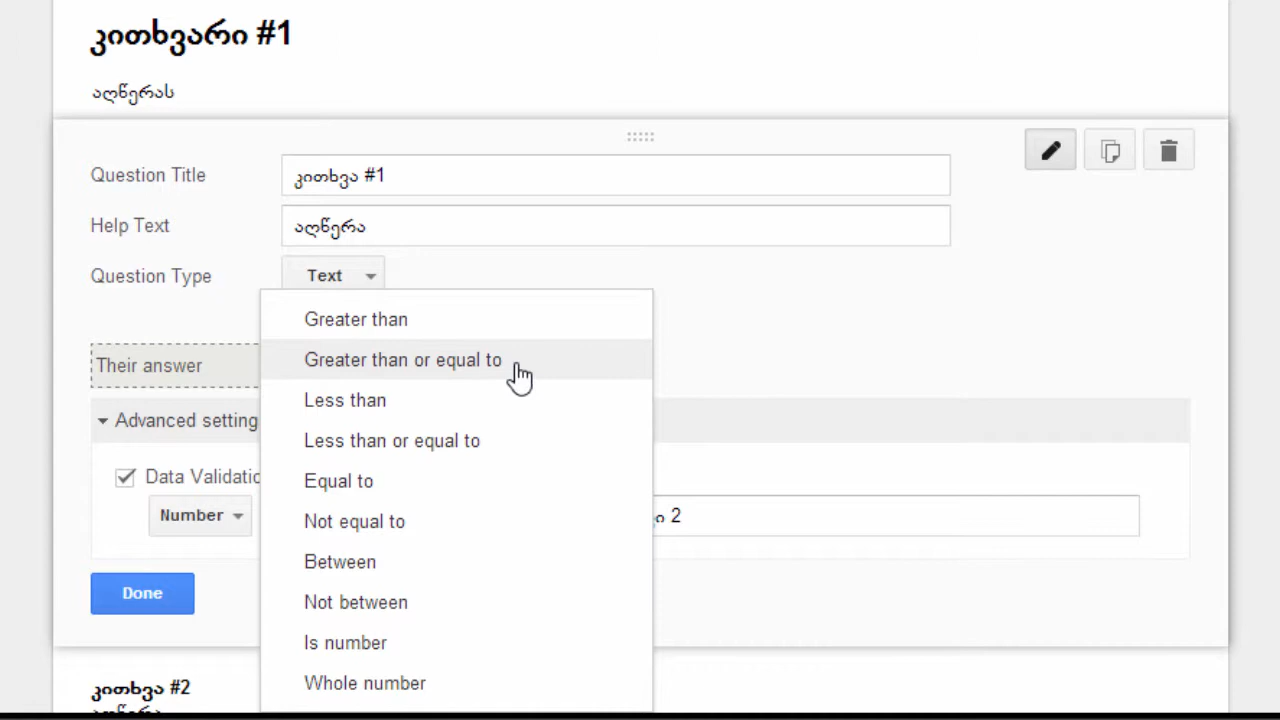 კითხვარი #1
აღწერას
Question Title
კითხვა #1
Help Text
აღწერა
Question Type
Text
Greater than
Greater than or equal to
Their answer
Less than
Advanced setting
Less than or equal to
Data Validatio
Equal to
Number
2
Not equal to
Between
Done
Not between
Is number
Whole number
კითხვა #2
აღწერა